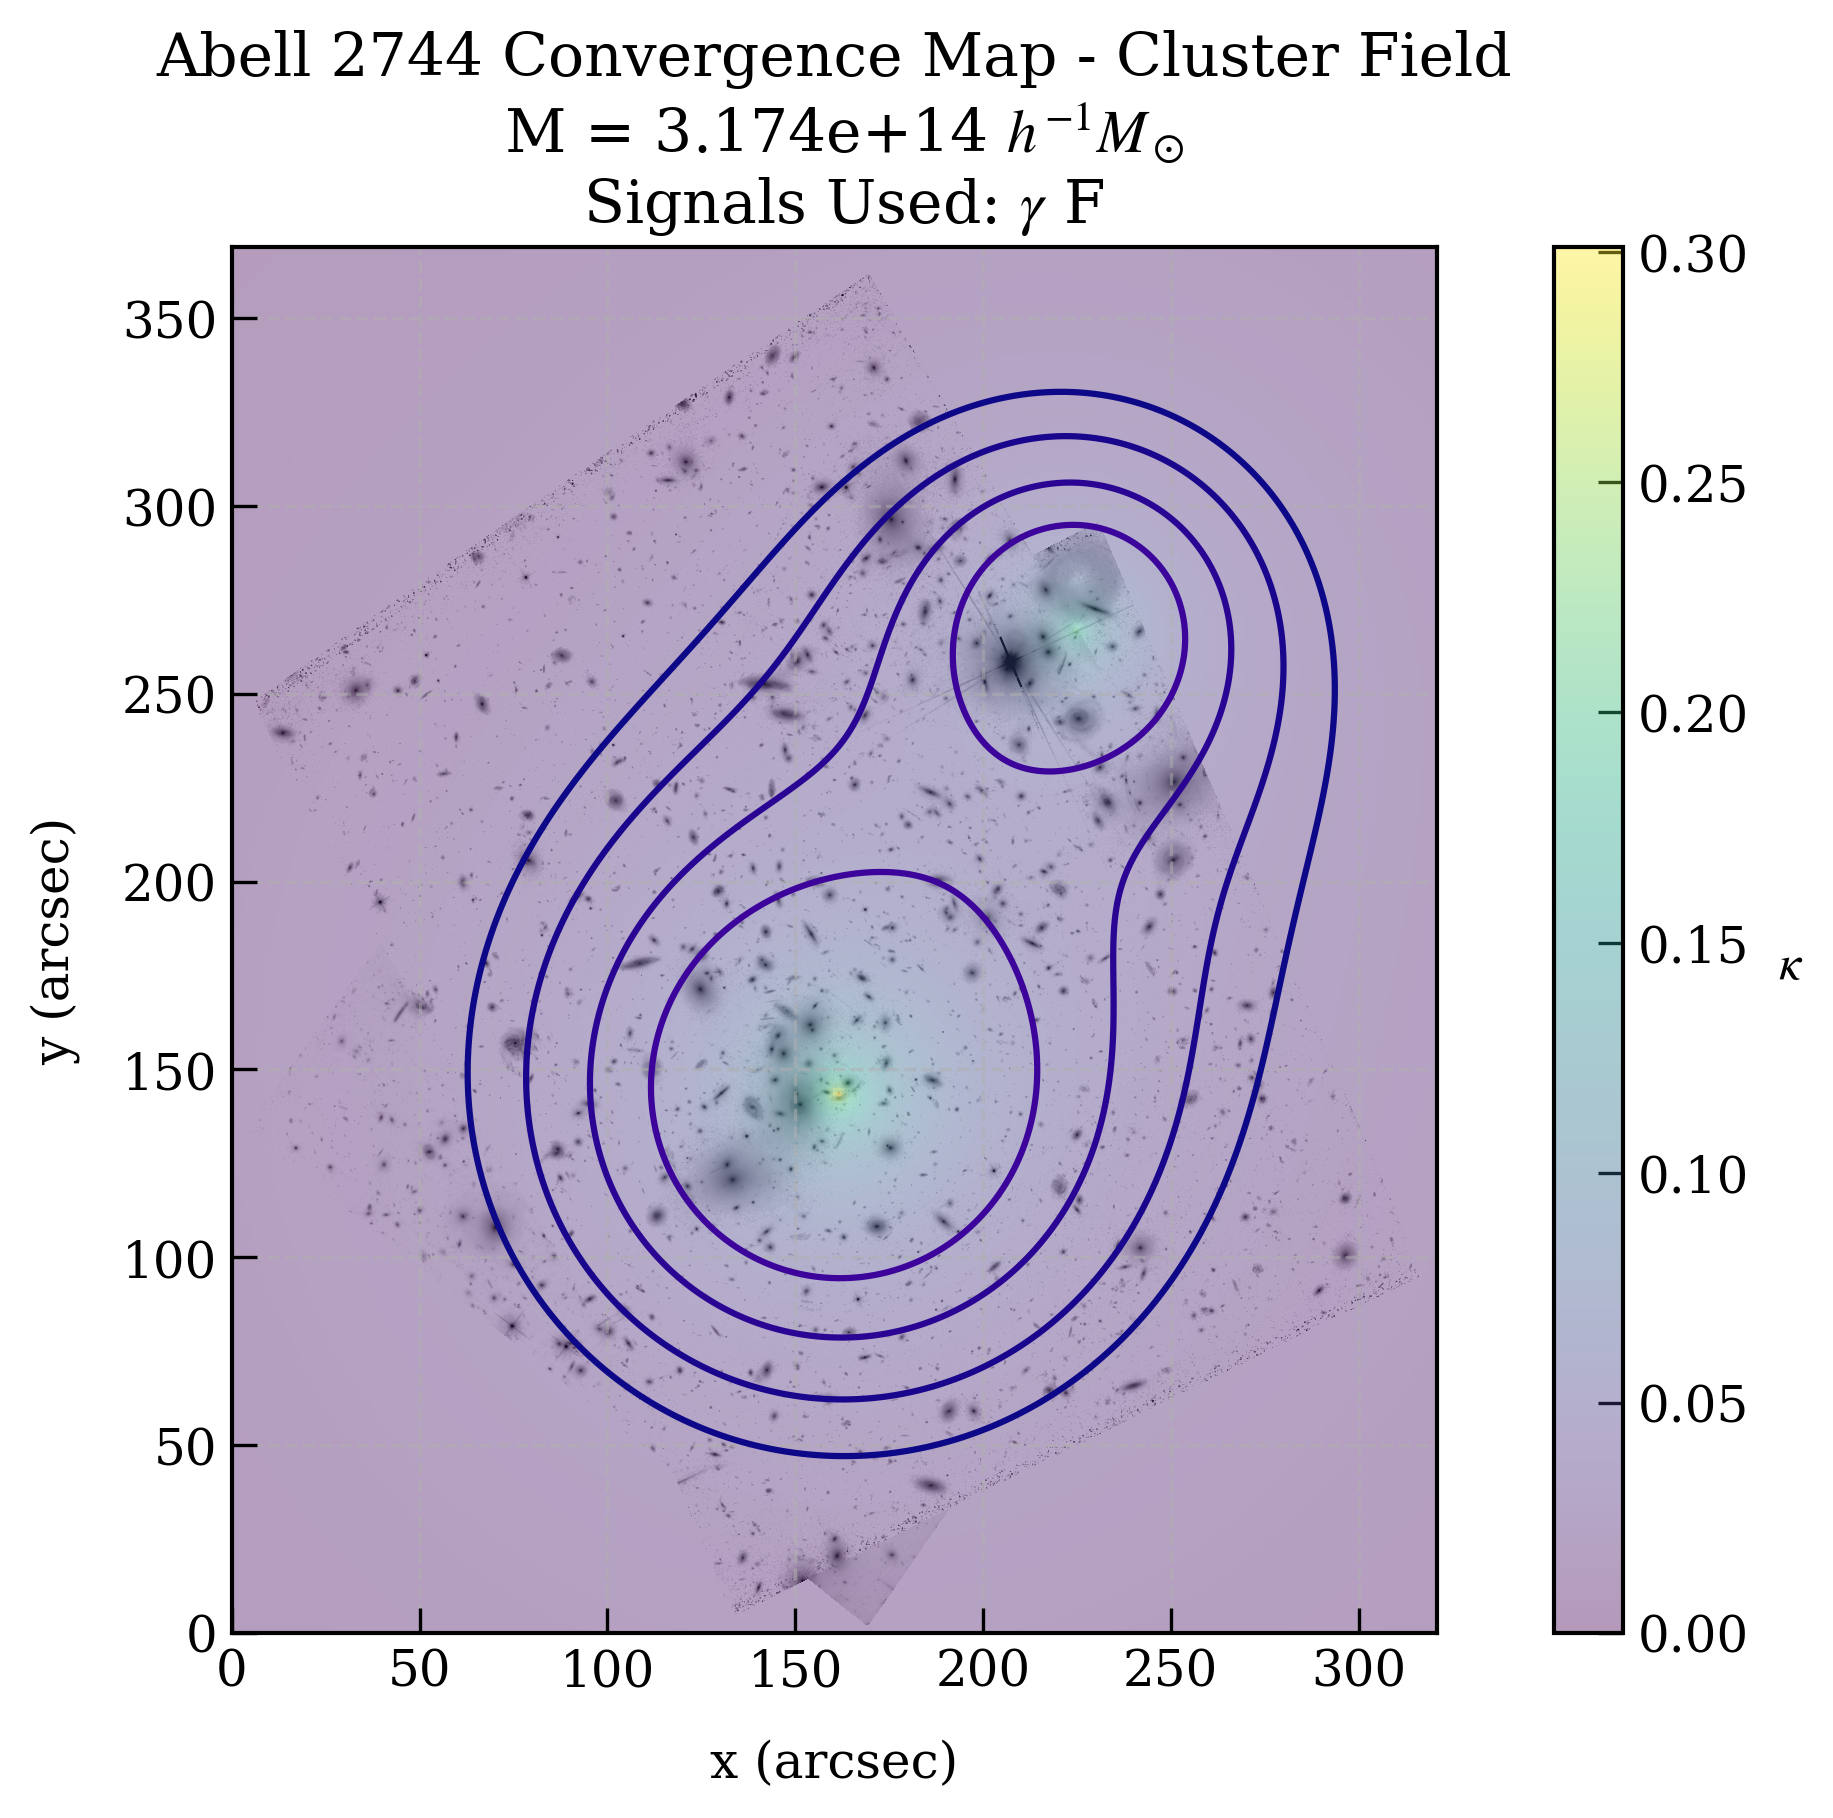 Abell 2744 Convergence Map - Cluster Field
M = 3.174e+14 h⁻¹M⊙
Signals Used: γ F
350
300
250
200
150
100
50
0
y (arcsec)
0 50 100 150 200 250 300
x (arcsec)
0.30
0.25
0.20
0.15
0.10
0.05
0.00
κ